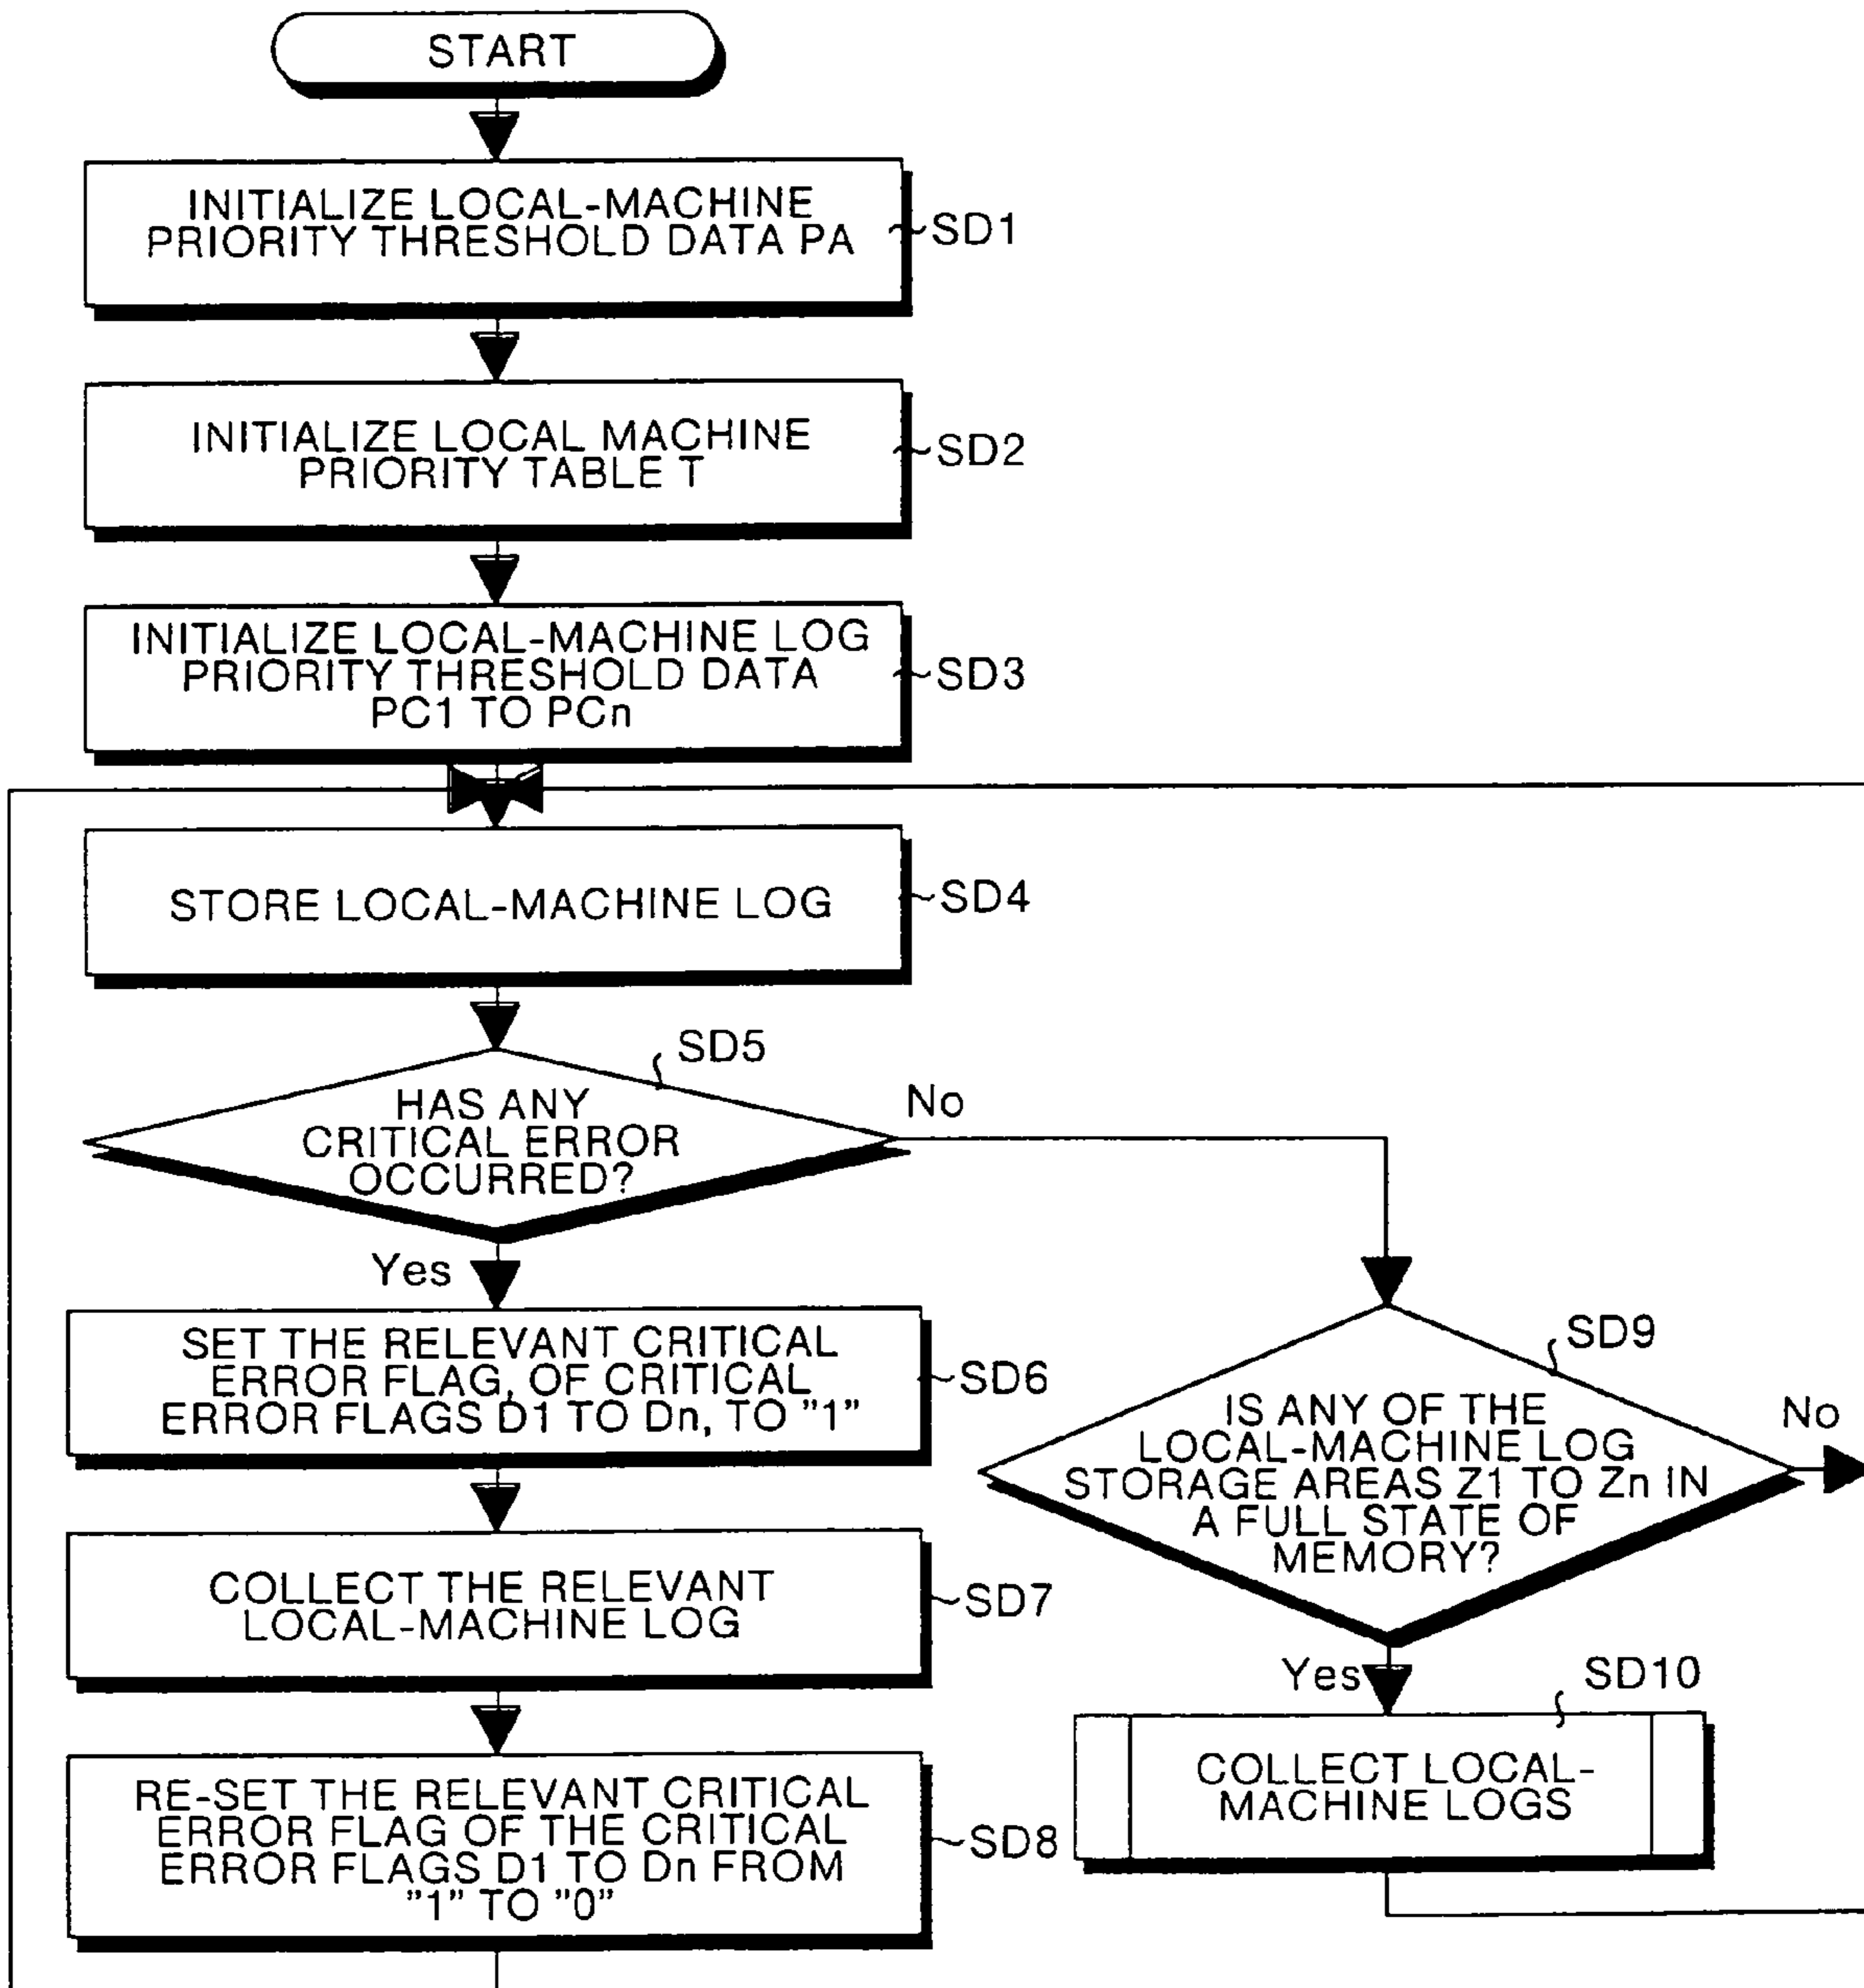 START
INITIALIZE LOCAL-MACHINE
PRIORITY THRESHOLD DATA PA
SD1
INITIALIZE LOCAL MACHINE
PRIORITY TABLE T
SD2
INITIALIZE LOCAL-MACHINE LOG
PRIORITY THRESHOLD DATA
PC1 TO PCn
SD3
STORE LOCAL-MACHINE LOG
SD4
SD5
HAS ANY
CRITICAL ERROR
OCCURRED?
No
Yes
SET THE RELEVANT CRITICAL
ERROR FLAG, OF CRITICAL
ERROR FLAGS D1 TO Dn, TO "1"
SD6
COLLECT THE RELEVANT
LOCAL-MACHINE LOG
SD7
RE-SET THE RELEVANT CRITICAL
ERROR FLAG OF THE CRITICAL
ERROR FLAGS D1 TO Dn FROM
"1" TO "0"
SD8
SD9
IS ANY OF THE
LOCAL-MACHINE LOG
STORAGE AREAS Z1 TO Zn IN
A FULL STATE OF
MEMORY?
No
Yes
SD10
COLLECT LOCAL-
MACHINE LOGS